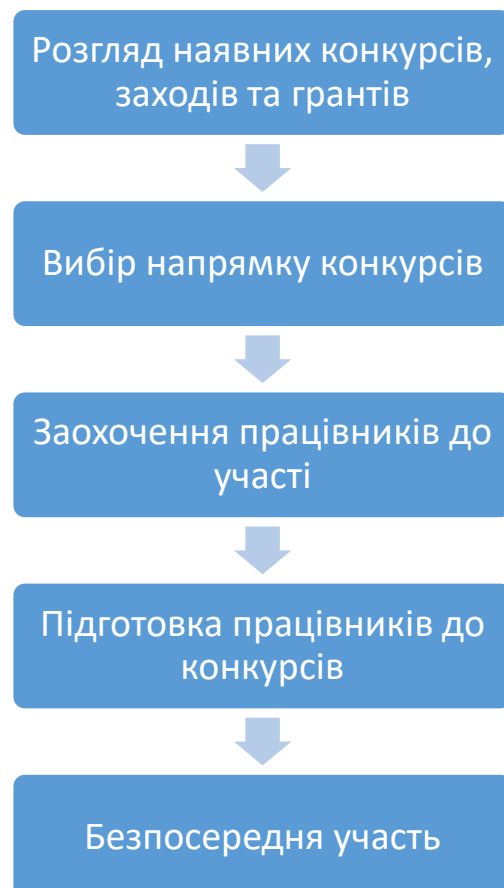 Розгляд наявних конкурсів,
заходів та грантів
Вибір напрямку конкурсів
Заохочення працівників до
участі
Підготовка працівників до
конкурсів
Безпосередня участь